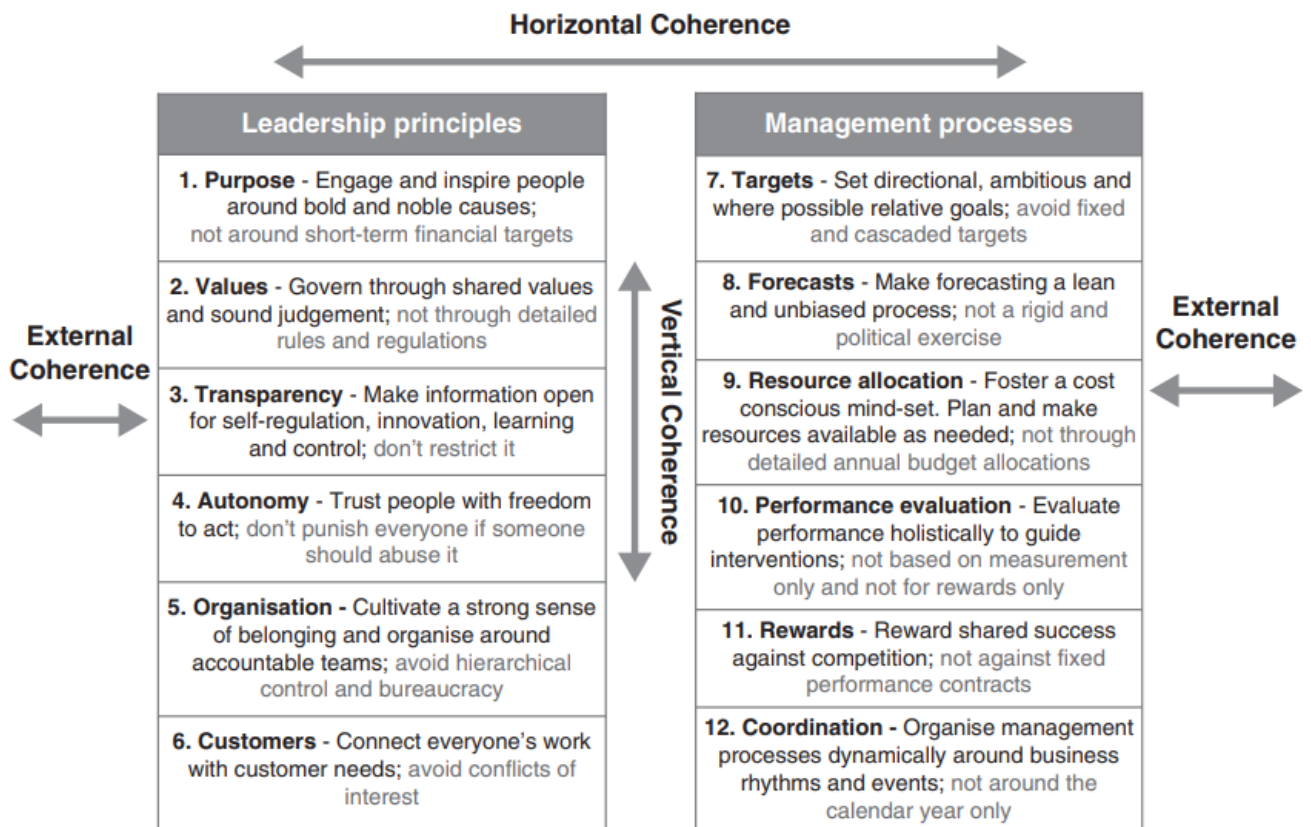 Horizontal Coherence
Leadership principles
1. Purpose - Engage and inspire people
around bold and noble causes;
not around short-term financial targets
2. Values - Govern through shared values
and sound judgement; not through detailed
rules and regulations
3. Transparency - Make information open
for self-regulation, innovation, learning
and control; don't restrict it
4. Autonomy - Trust people with freedom
to act; don't punish everyone if someone
should abuse it
5. Organisation - Cultivate a strong sense
of belonging and organise around
accountable teams; avoid hierarchical
control and bureaucracy
6. Customers - Connect everyone's work
with customer needs; avoid conflicts of
interest
Management processes
7. Targets - Set directional, ambitious and
where possible relative goals; avoid fixed
and cascaded targets
8. Forecasts - Make forecasting a lean
and unbiased process; not a rigid and
political exercise
9. Resource allocation - Foster a cost
conscious mind-set. Plan and make
resources available as needed; not through
detailed annual budget allocations
10. Performance evaluation - Evaluate
performance holistically to guide
interventions; not based on measurement
only and not for rewards only
11. Rewards - Reward shared success
against competition; not against fixed
performance contracts
12. Coordination - Organise management
processes dynamically around business
rhythms and events; not around the
calendar year only
External
Coherence
Vertical Coherence
External
Coherence